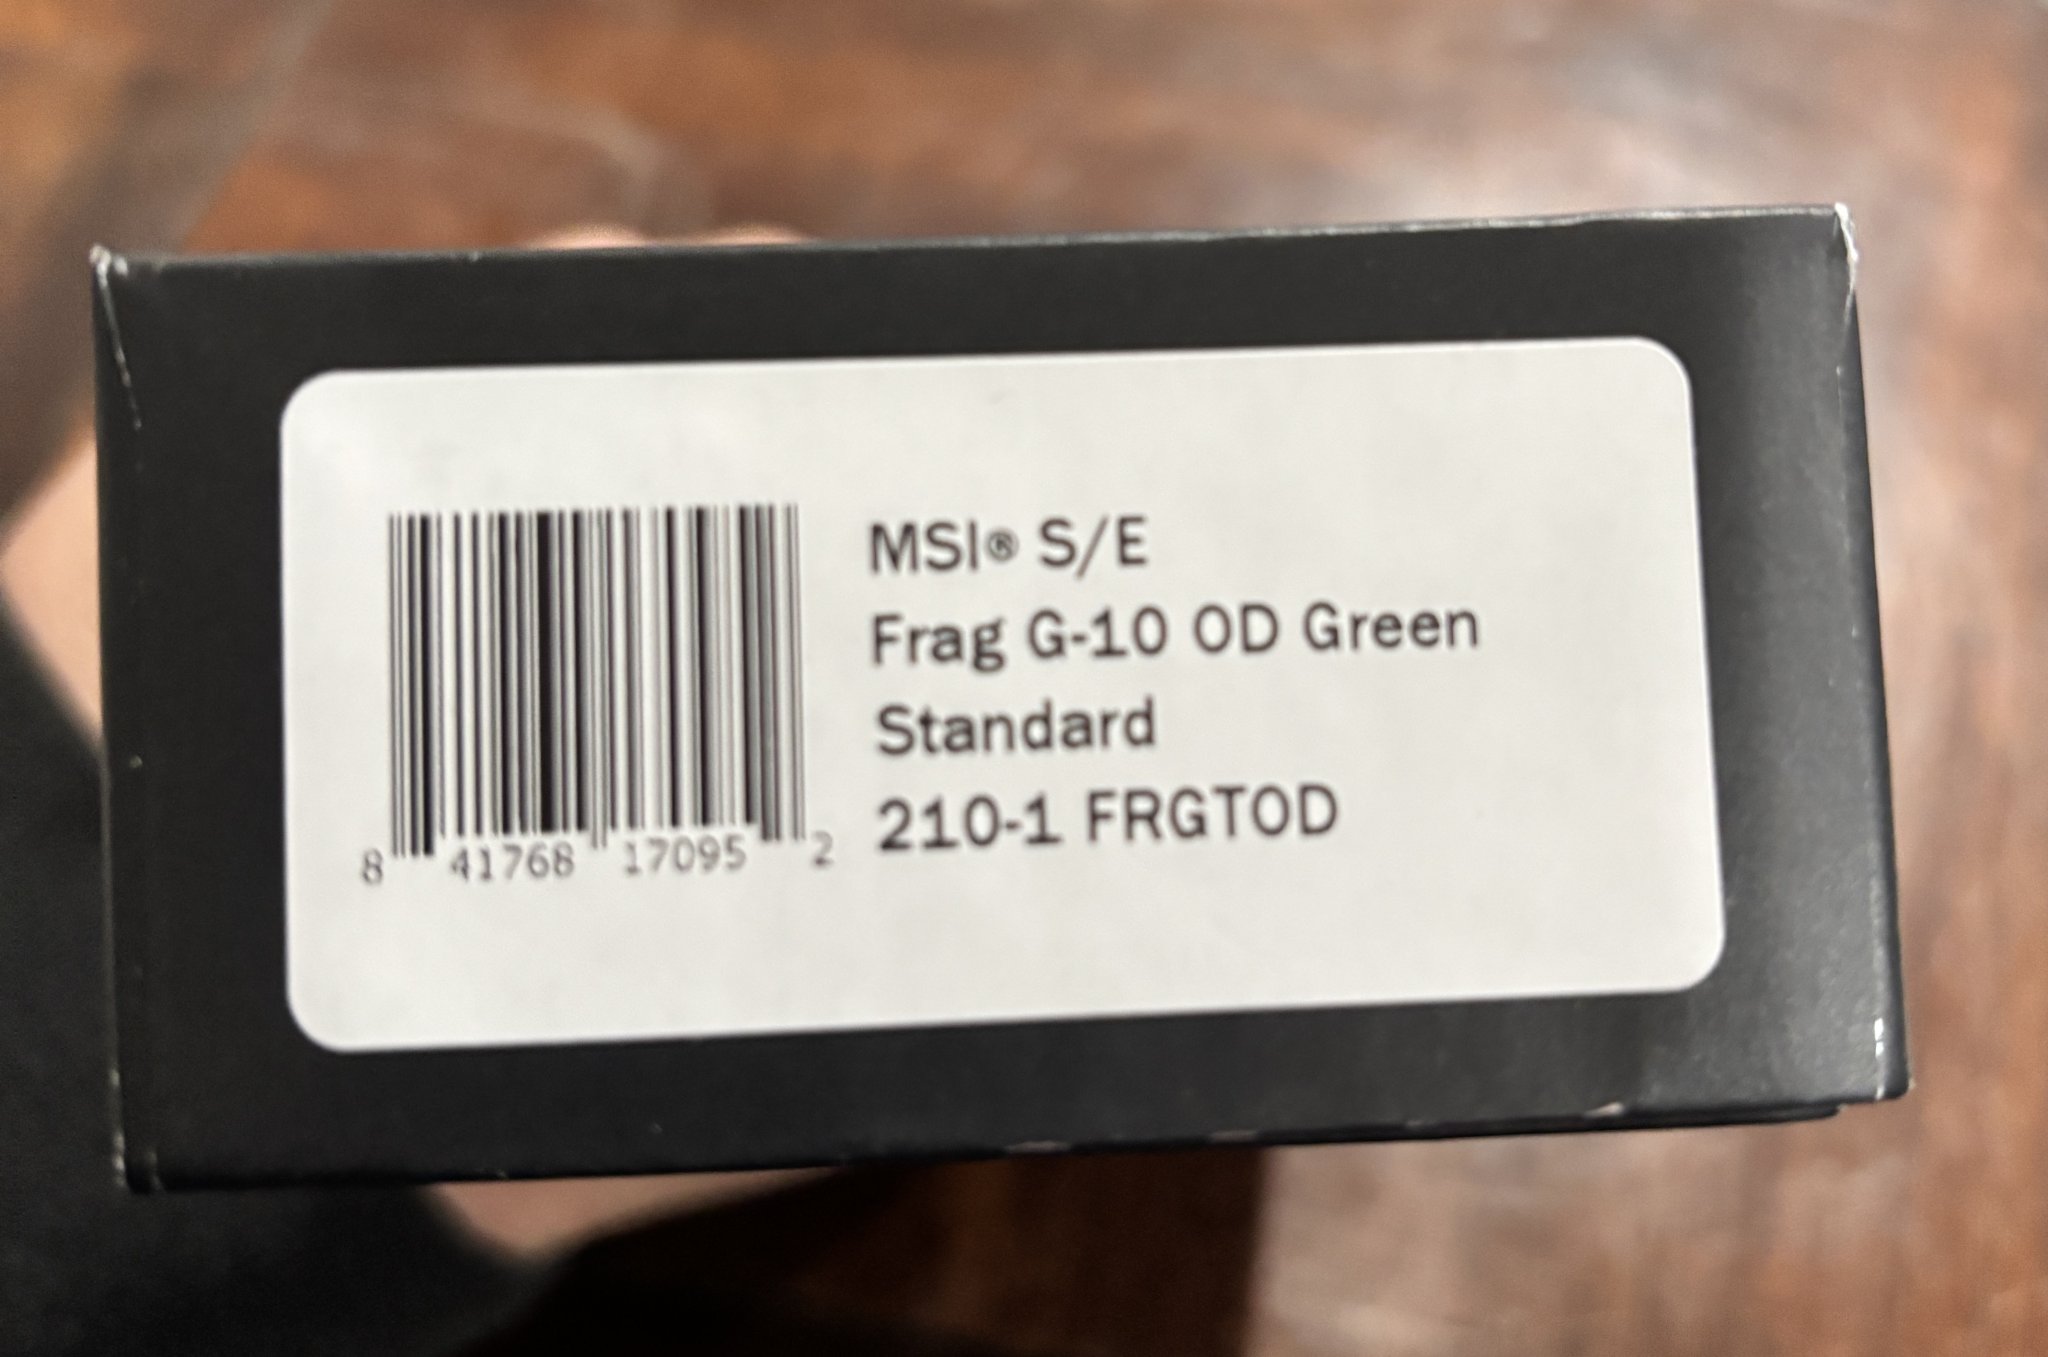 MSI® S/E
Frag G-10 OD Green
Standard
210-1 FRGTOD
8 41768 17095 2